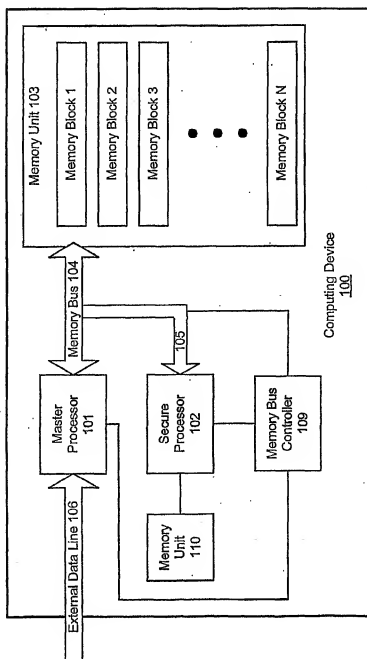 Memory Unit 103
Memory Block 1
Memory Block 2
Memory Block 3
Memory Block N
Memory Bus 104
105
External Data Line 106
Master
Processor
101
Secure
Processor
102
Memory
Unit
110
Memory Bus
Controller
109
Computing Device
100